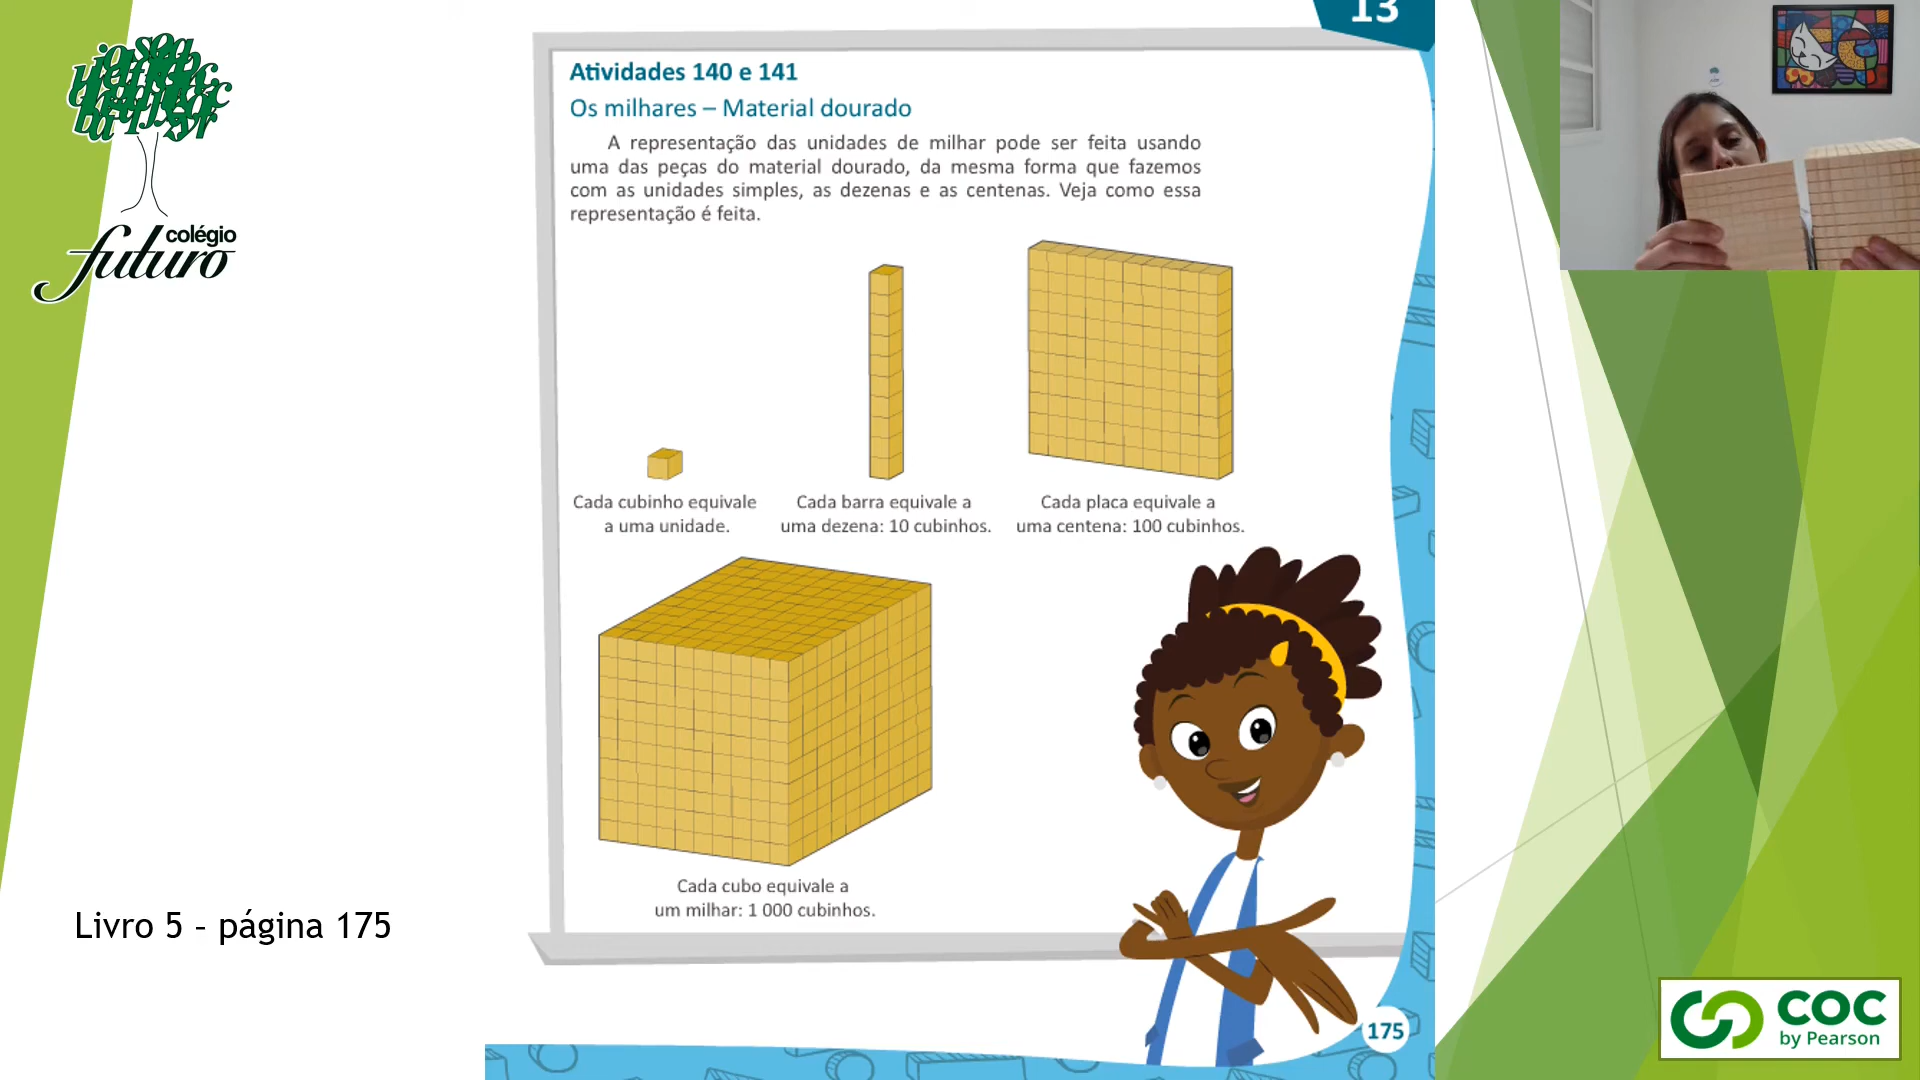 13
Atividades 140 e 141
Os milhares – Material dourado
A representação das unidades de milhar pode ser feita usando
uma das peças do material dourado, da mesma forma que fazemos
com as unidades simples, as dezenas e as centenas. Veja como essa
representação é feita.
colégio
futuro
Cada cubinho equivale
a uma unidade.
Cada barra equivale a
uma dezena: 10 cubinhos.
Cada placa equivale a
uma centena: 100 cubinhos.
Cada cubo equivale a
um milhar: 1 000 cubinhos.
Livro 5 - página 175
175
COC
by Pearson